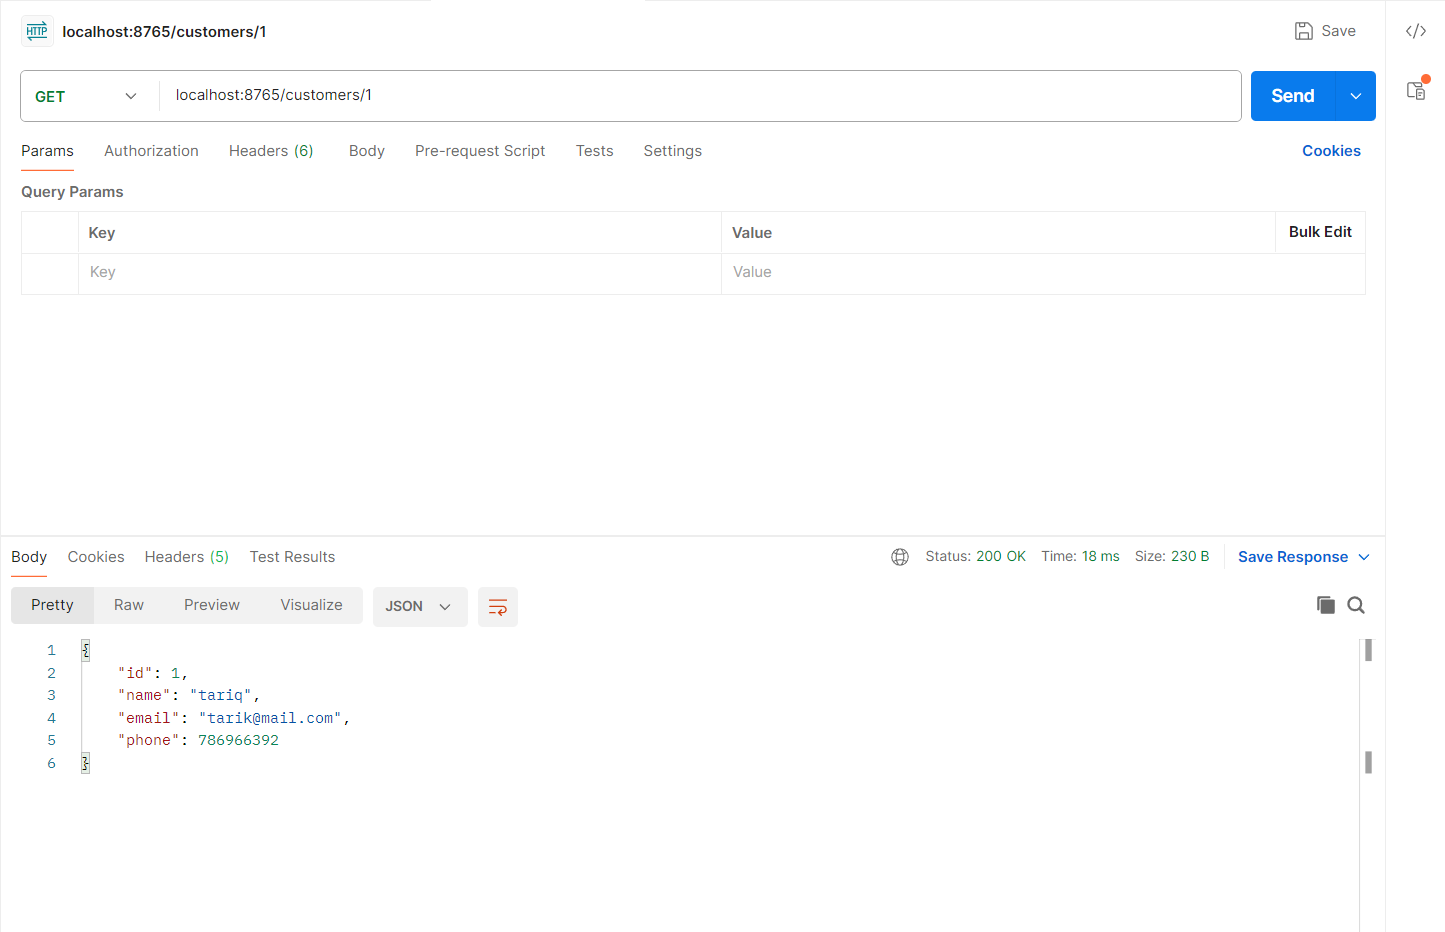 HTTP localhost:8765/customers/1 Save
GET localhost:8765/customers/1 Send
Params Authorization Headers (6) Body Pre-request Script Tests Settings Cookies
Query Params
Key Value Bulk Edit
Key Value
Body Cookies Headers (5) Test Results Status: 200 OK Time: 18 ms Size: 230 B Save Response
Pretty Raw Preview Visualize JSON
1 {
2 "id": 1,
3 "name": "tariq",
4 "email": "tarik@mail.com",
5 "phone": 786966392
6 }